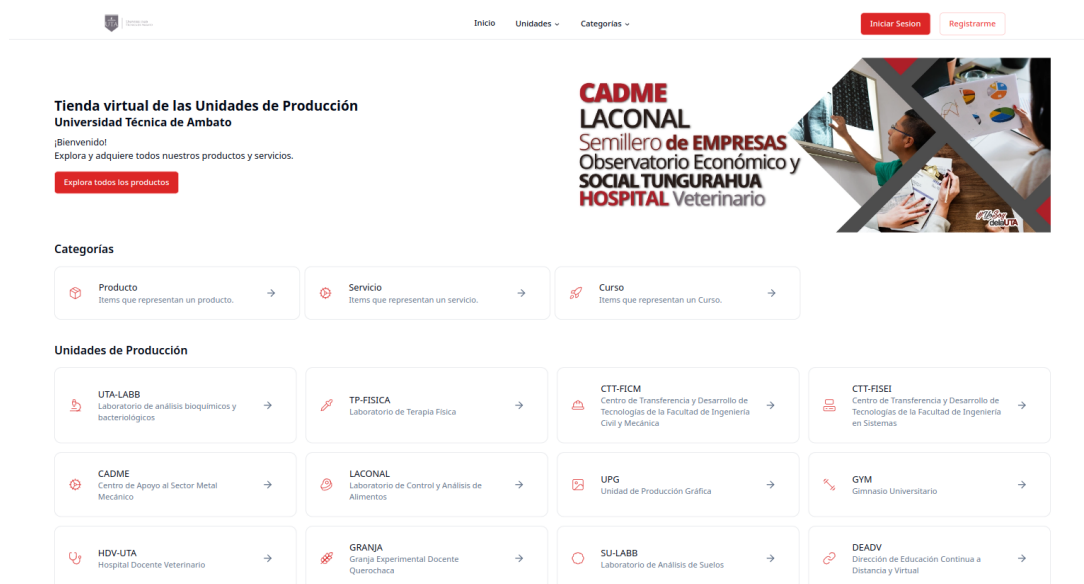 UTA
Inicio
Unidades
Categorías
Iniciar Sesion
Registrarme
Tienda virtual de las Unidades de Producción
Universidad Técnica de Ambato
¡Bienvenido!
Explora y adquiere todos nuestros productos y servicios.
Explora todos los productos
CADME
LACONAL
Semillero de EMPRESAS
Observatorio Económico y
SOCIAL TUNGURAHUA
HOSPITAL Veterinario
Categorías
Producto
Items que representan un producto.
Servicio
Items que representan un servicio.
Curso
Items que representan un Curso.
Unidades de Producción
UTA-LABB
Laboratorio de análisis bioquímicos y
bacteriológicos
TP-FISICA
Laboratorio de Terapia Física
CTT-FICM
Centro de Transferencia y Desarrollo de
Tecnologías de la Facultad de Ingeniería
Civil y Mecánica
CTT-FISEI
Centro de Transferencia y Desarrollo de
Tecnologías de la Facultad de Ingeniería
en Sistemas
CADME
Centro de Apoyo al Sector Metal
Mecánico
LACONAL
Laboratorio de Control y Análisis de
Alimentos
UPG
Unidad de Producción Gráfica
GYM
Gimnasio Universitario
HDV-UTA
Hospital Docente Veterinario
GRANJA
Granja Experimental Docente
Querochaca
SU-LABB
Laboratorio de Análisis de Suelos
DEADV
Dirección de Educación Continua a
Distancia y Virtual